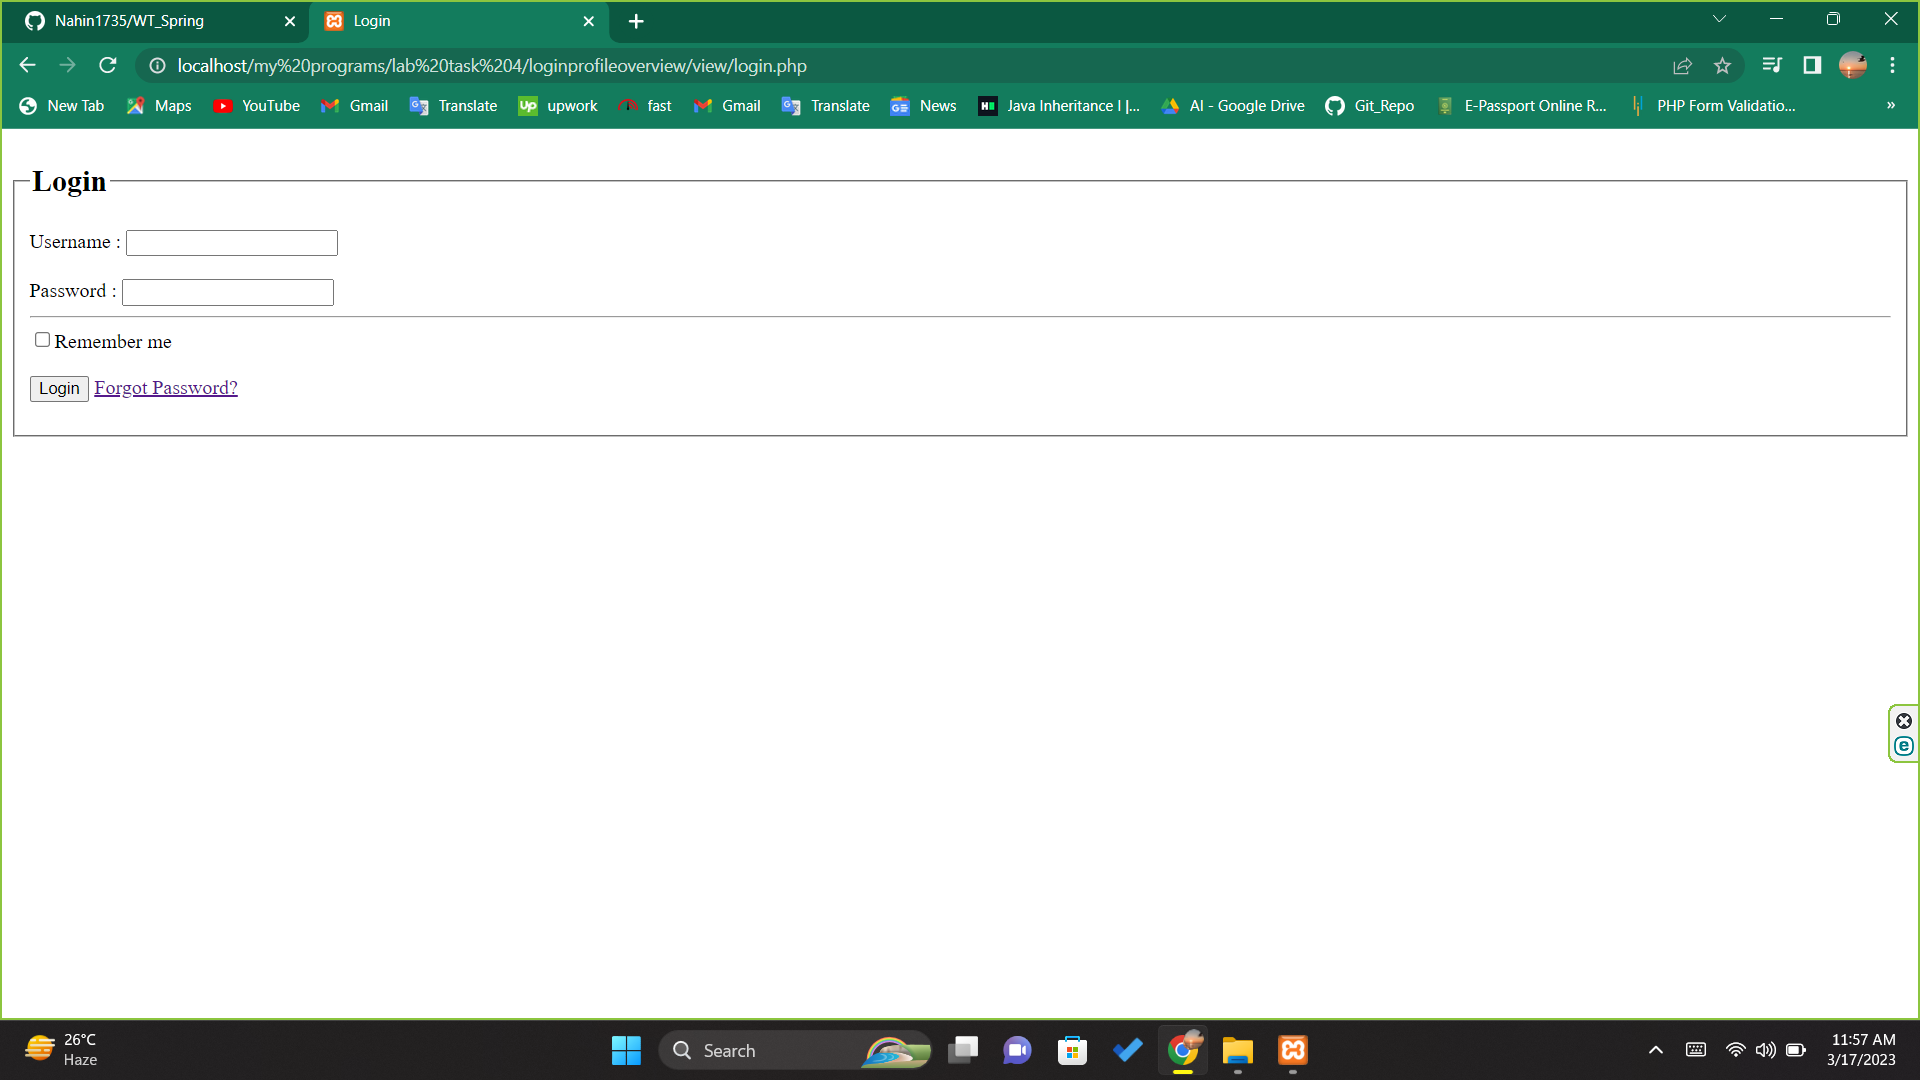 Nahin1735/WT_Spring
Login
localhost/my%20programs/lab%20task%204/loginprofileoverview/view/login.php
New Tab Maps YouTube Gmail Translate upwork fast Gmail Translate News Java Inheritance I |... AI - Google Drive Git_Repo E-Passport Online R... PHP Form Validatio... »
Login
Username :
Password :
Remember me
Login Forgot Password?
26°C
Haze
Search
11:57 AM
3/17/2023